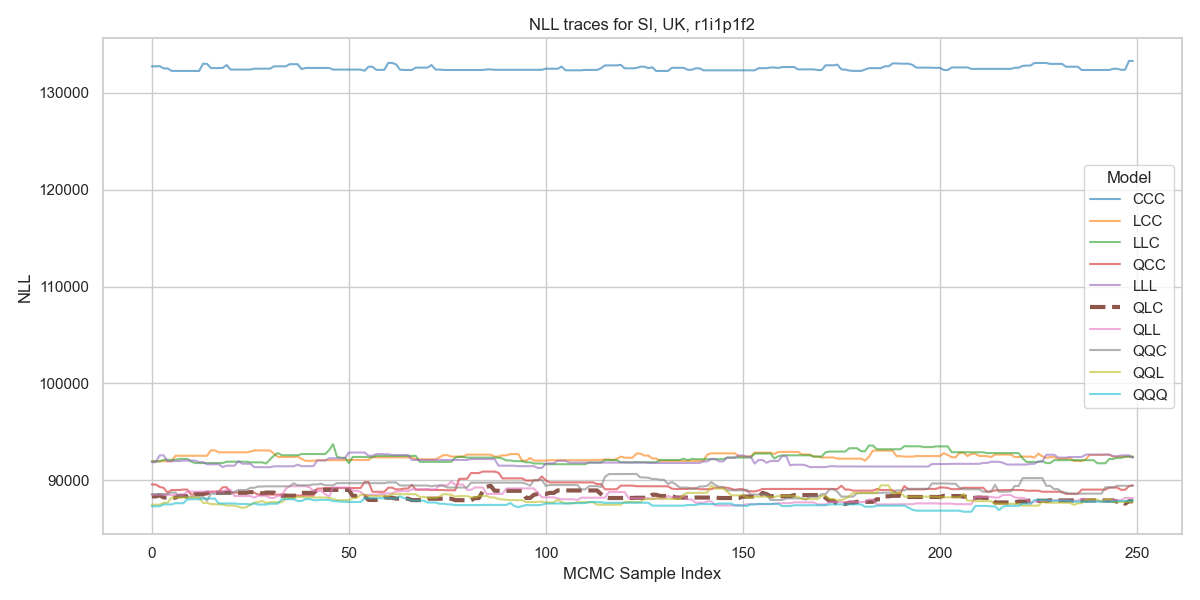 NLL traces for SI, UK, r1i1p1f2
130000
120000
110000
100000
90000
NLL
0
50
100
150
200
250
MCMC Sample Index
Model
CCC
LCC
LLC
QCC
LLL
QLC
QLL
QQC
QQL
QQQ